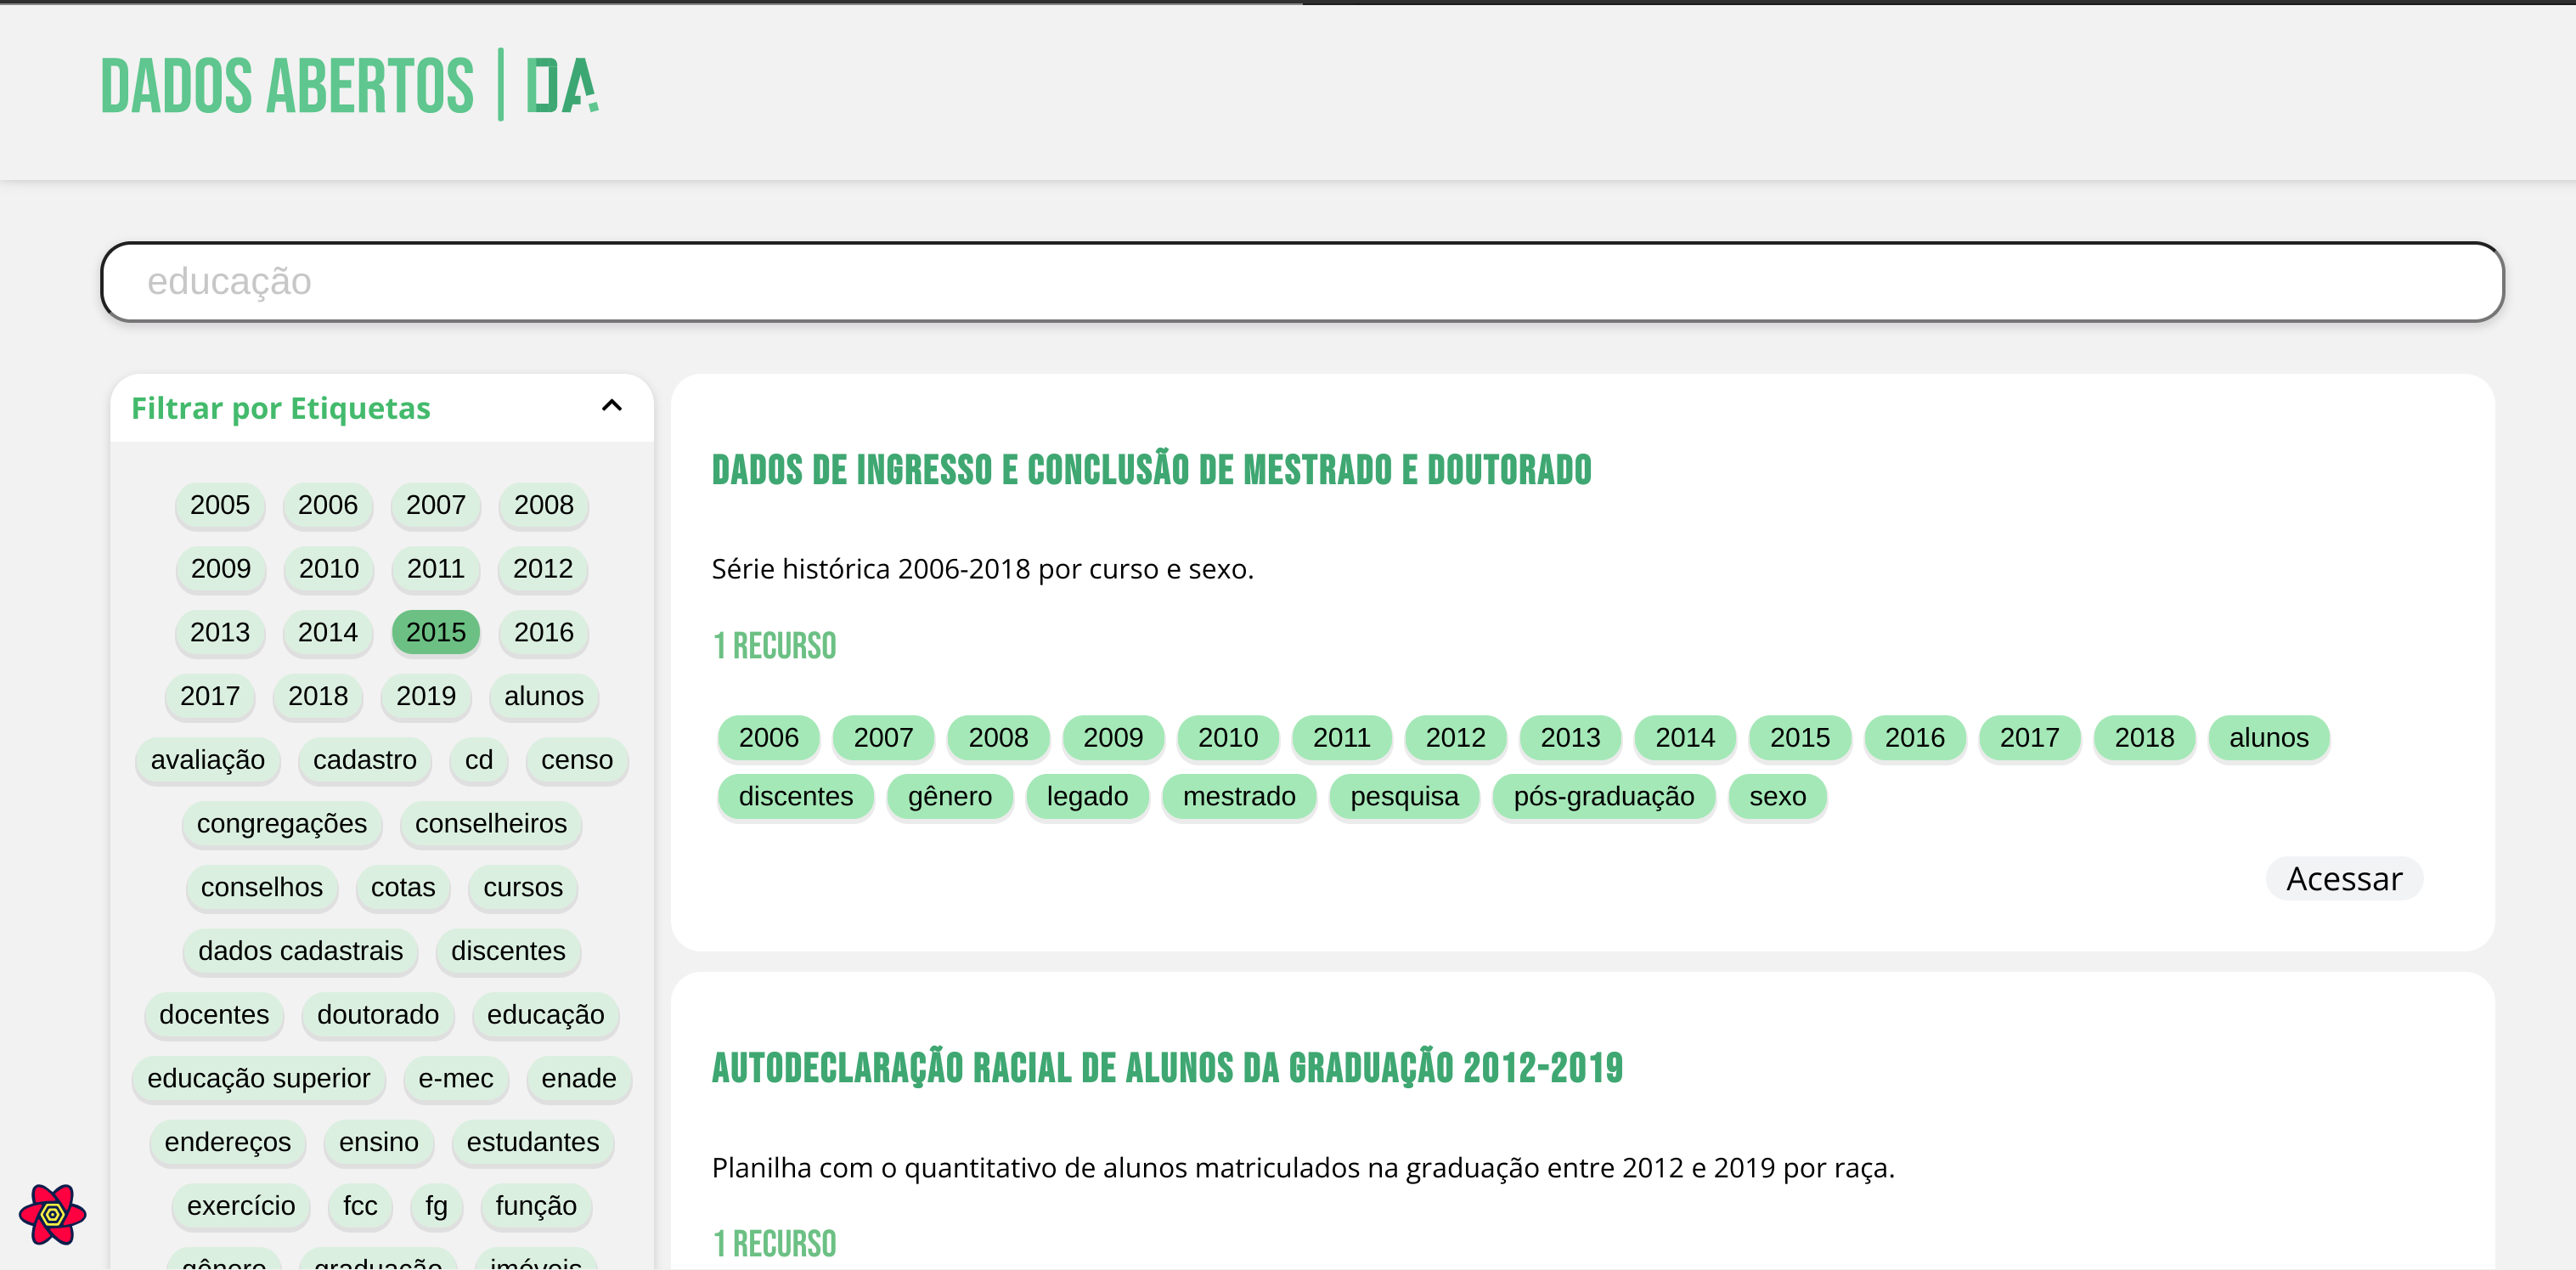 DADOS ABERTOS | DA
educação
Filtrar por Etiquetas
2005 2006 2007 2008
2009 2010 2011 2012
2013 2014 2015 2016
2017 2018 2019 alunos
avaliação cadastro cd censo
congregações conselheiros
conselhos cotas cursos
dados cadastrais discentes
docentes doutorado educação
educação superior e-mec enade
endereços ensino estudantes
exercício fcc fg função
gênero graduação imóveis
DADOS DE INGRESSO E CONCLUSÃO DE MESTRADO E DOUTORADO
Série histórica 2006-2018 por curso e sexo.
1 RECURSO
2006 2007 2008 2009 2010 2011 2012 2013 2014 2015 2016 2017 2018 alunos
discentes gênero legado mestrado pesquisa pós-graduação sexo
Acessar
AUTODECLARAÇÃO RACIAL DE ALUNOS DA GRADUAÇÃO 2012-2019
Planilha com o quantitativo de alunos matriculados na graduação entre 2012 e 2019 por raça.
1 RECURSO